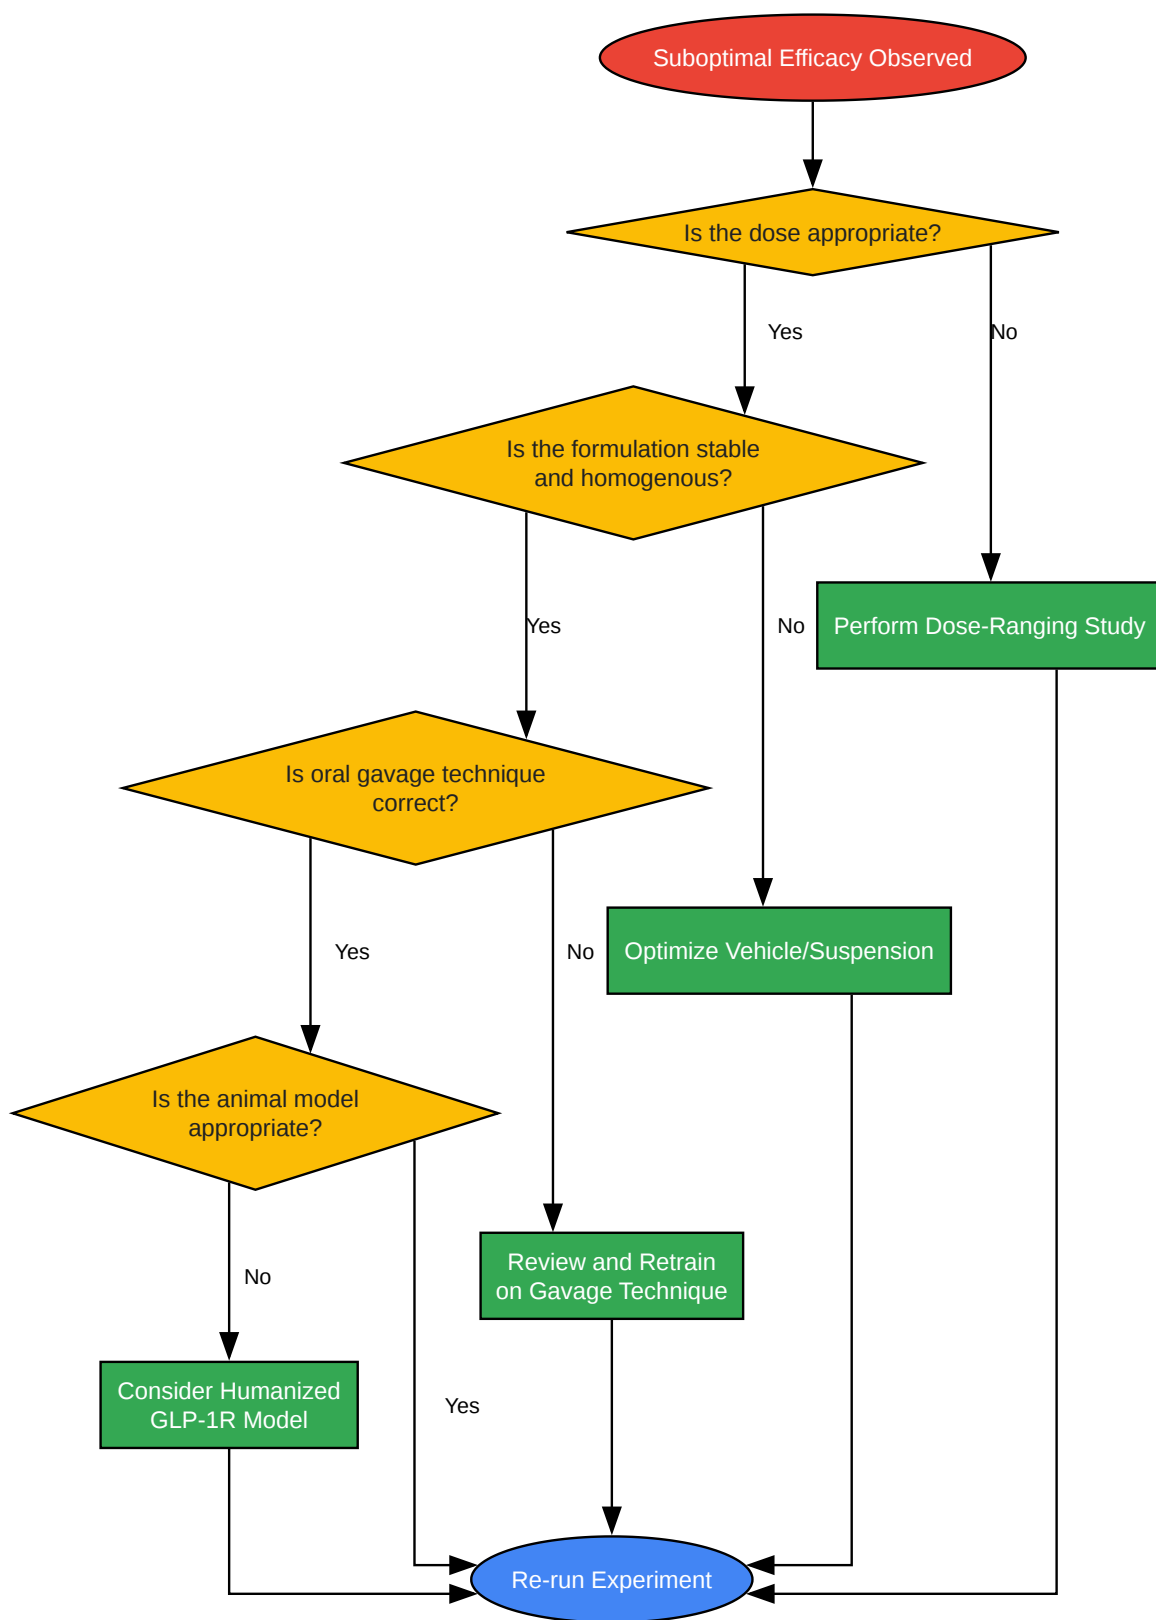 Suboptimal Efficacy Observed
Is the dose appropriate?
Yes
No
Is the formulation stable
and homogenous?
Yes
No
Perform Dose-Ranging Study
Is oral gavage technique
correct?
Yes
No
Optimize Vehicle/Suspension
Is the animal model
appropriate?
No
Review and Retrain
on Gavage Technique
Consider Humanized
GLP-1R Model
Yes
Re-run Experiment